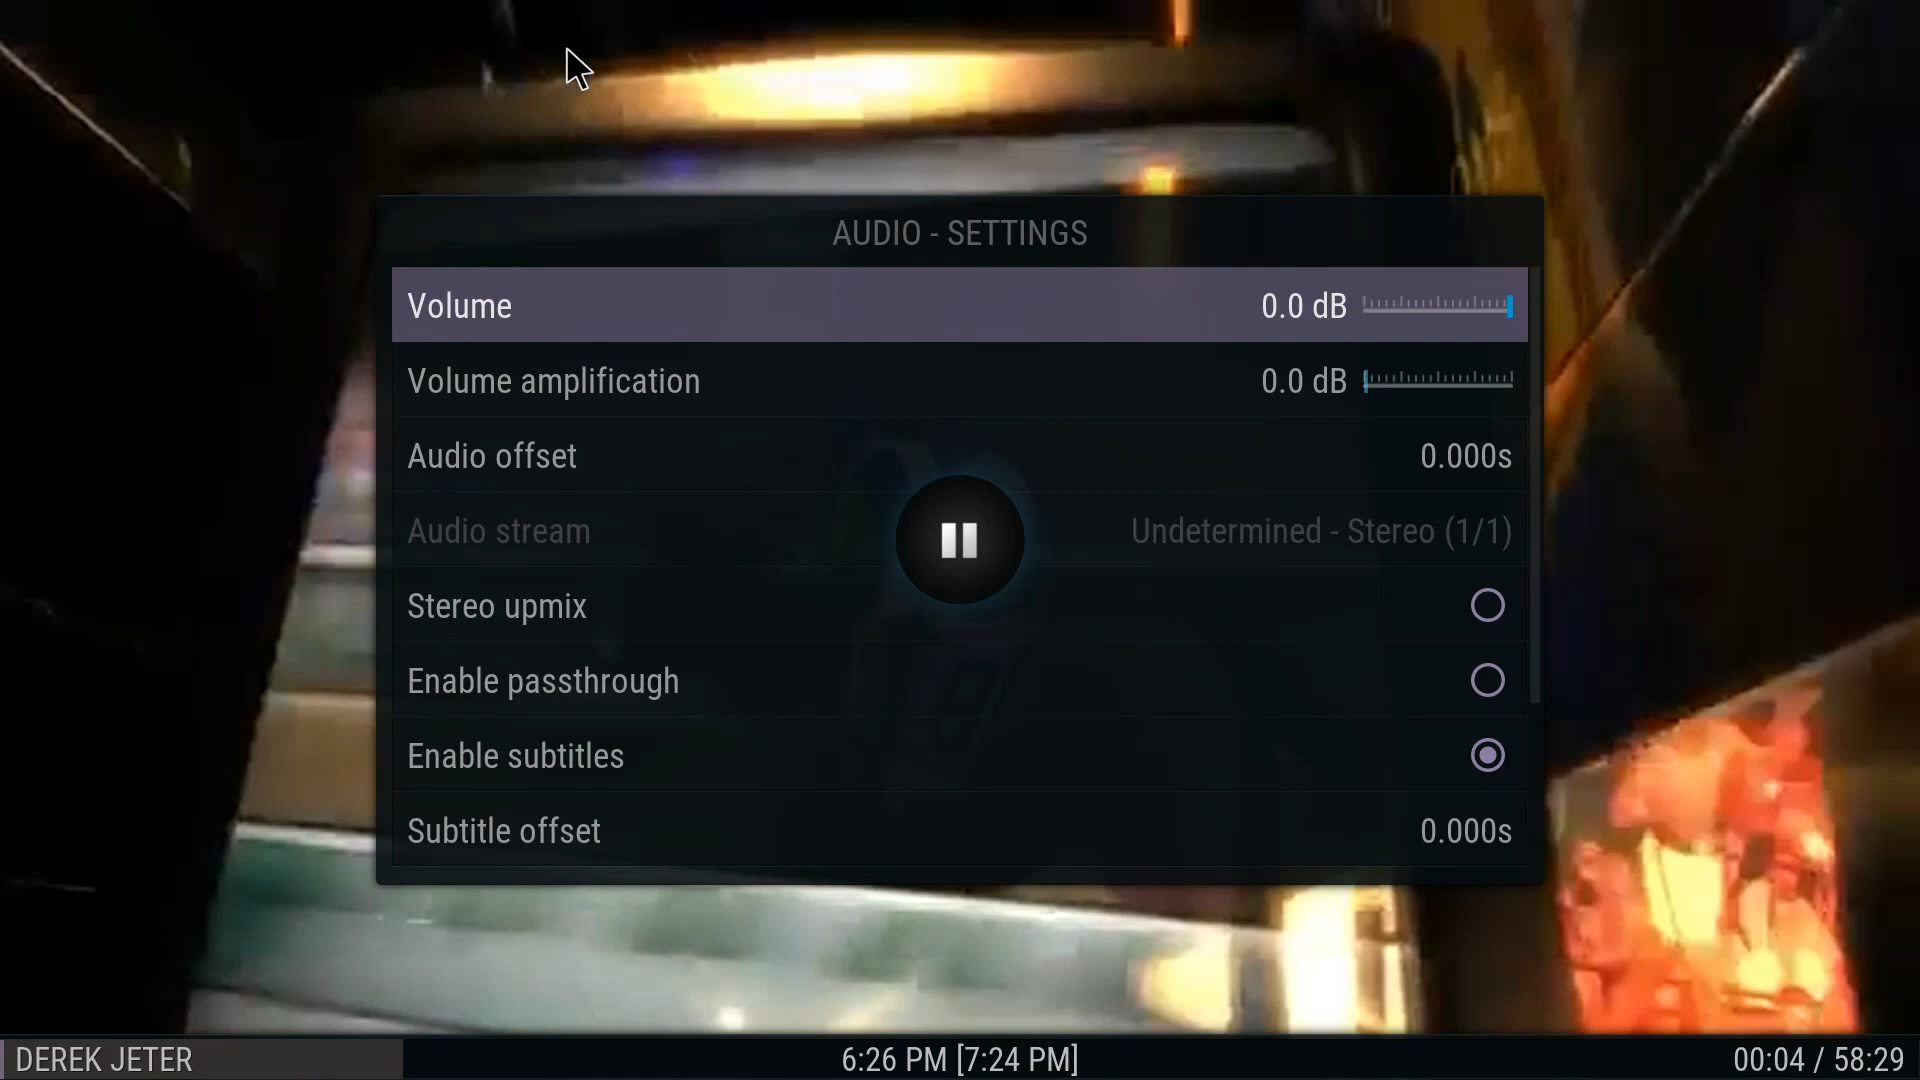 AUDIO - SETTINGS
Volume 0.0 dB
Volume amplification 0.0 dB
Audio offset 0.000s
Audio stream Undetermined - Stereo (1/1)
Stereo upmix
Enable passthrough
Enable subtitles
Subtitle offset 0.000s
DEREK JETER 6:26 PM [7:24 PM] 00:04 / 58:29